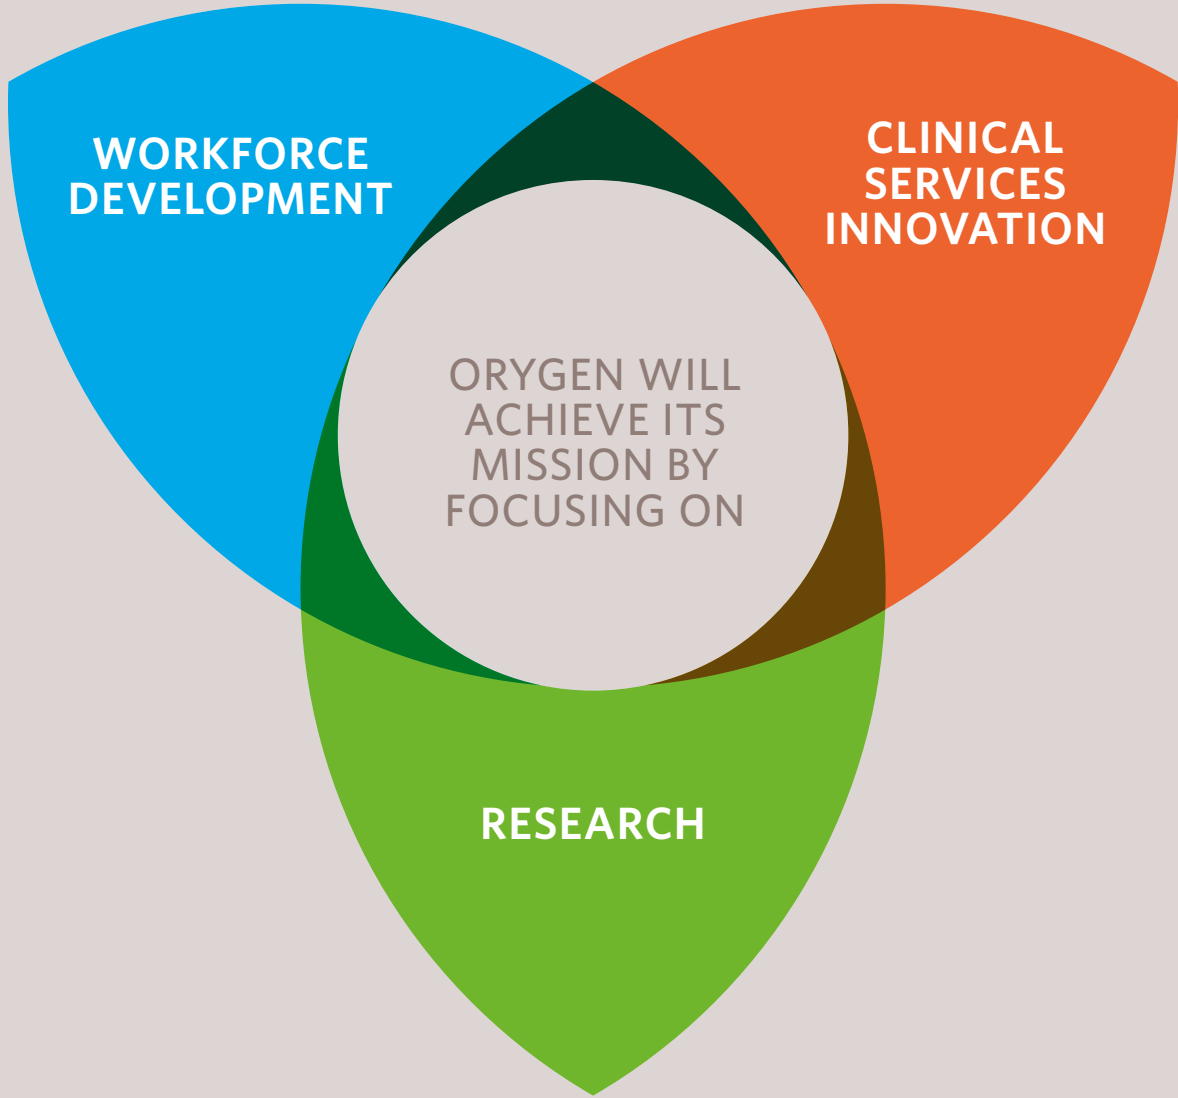 WORKFORCE
DEVELOPMENT
CLINICAL
SERVICES
INNOVATION
ORYGEN WILL
ACHIEVE ITS
MISSION BY
FOCUSING ON
RESEARCH